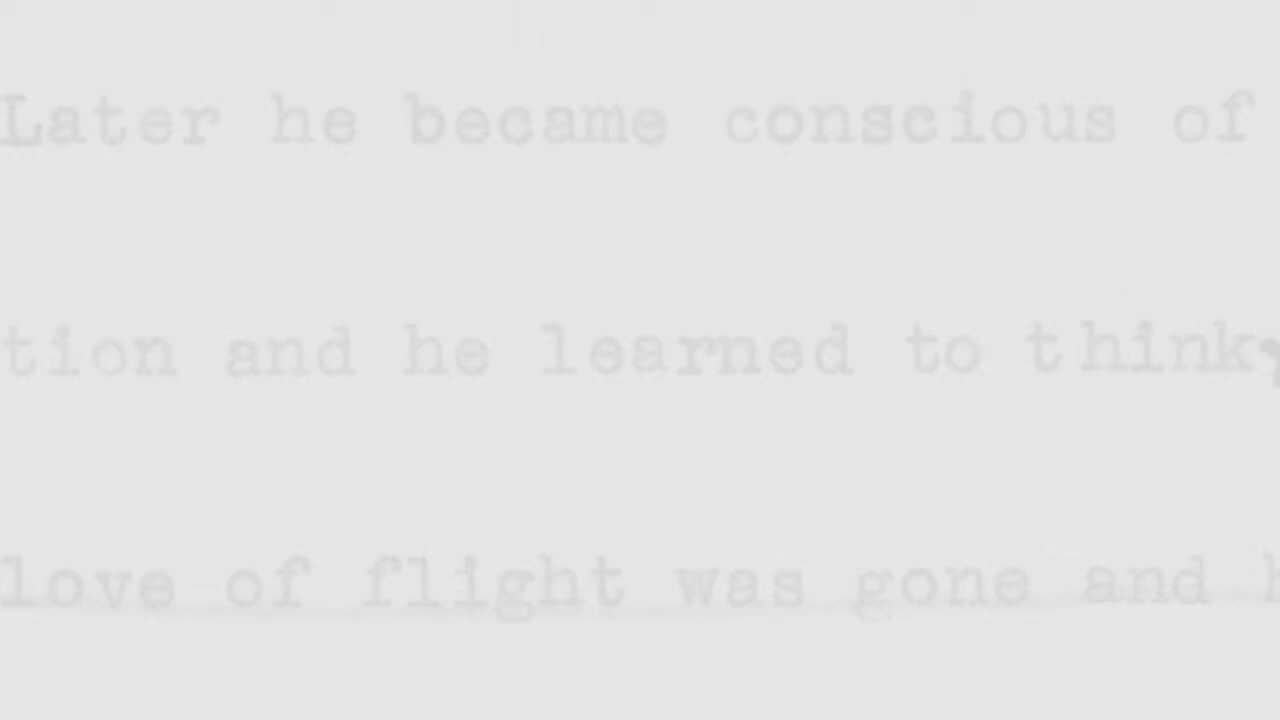 Later he became conscious of
tion and he learned to think,
love of flight was gone and